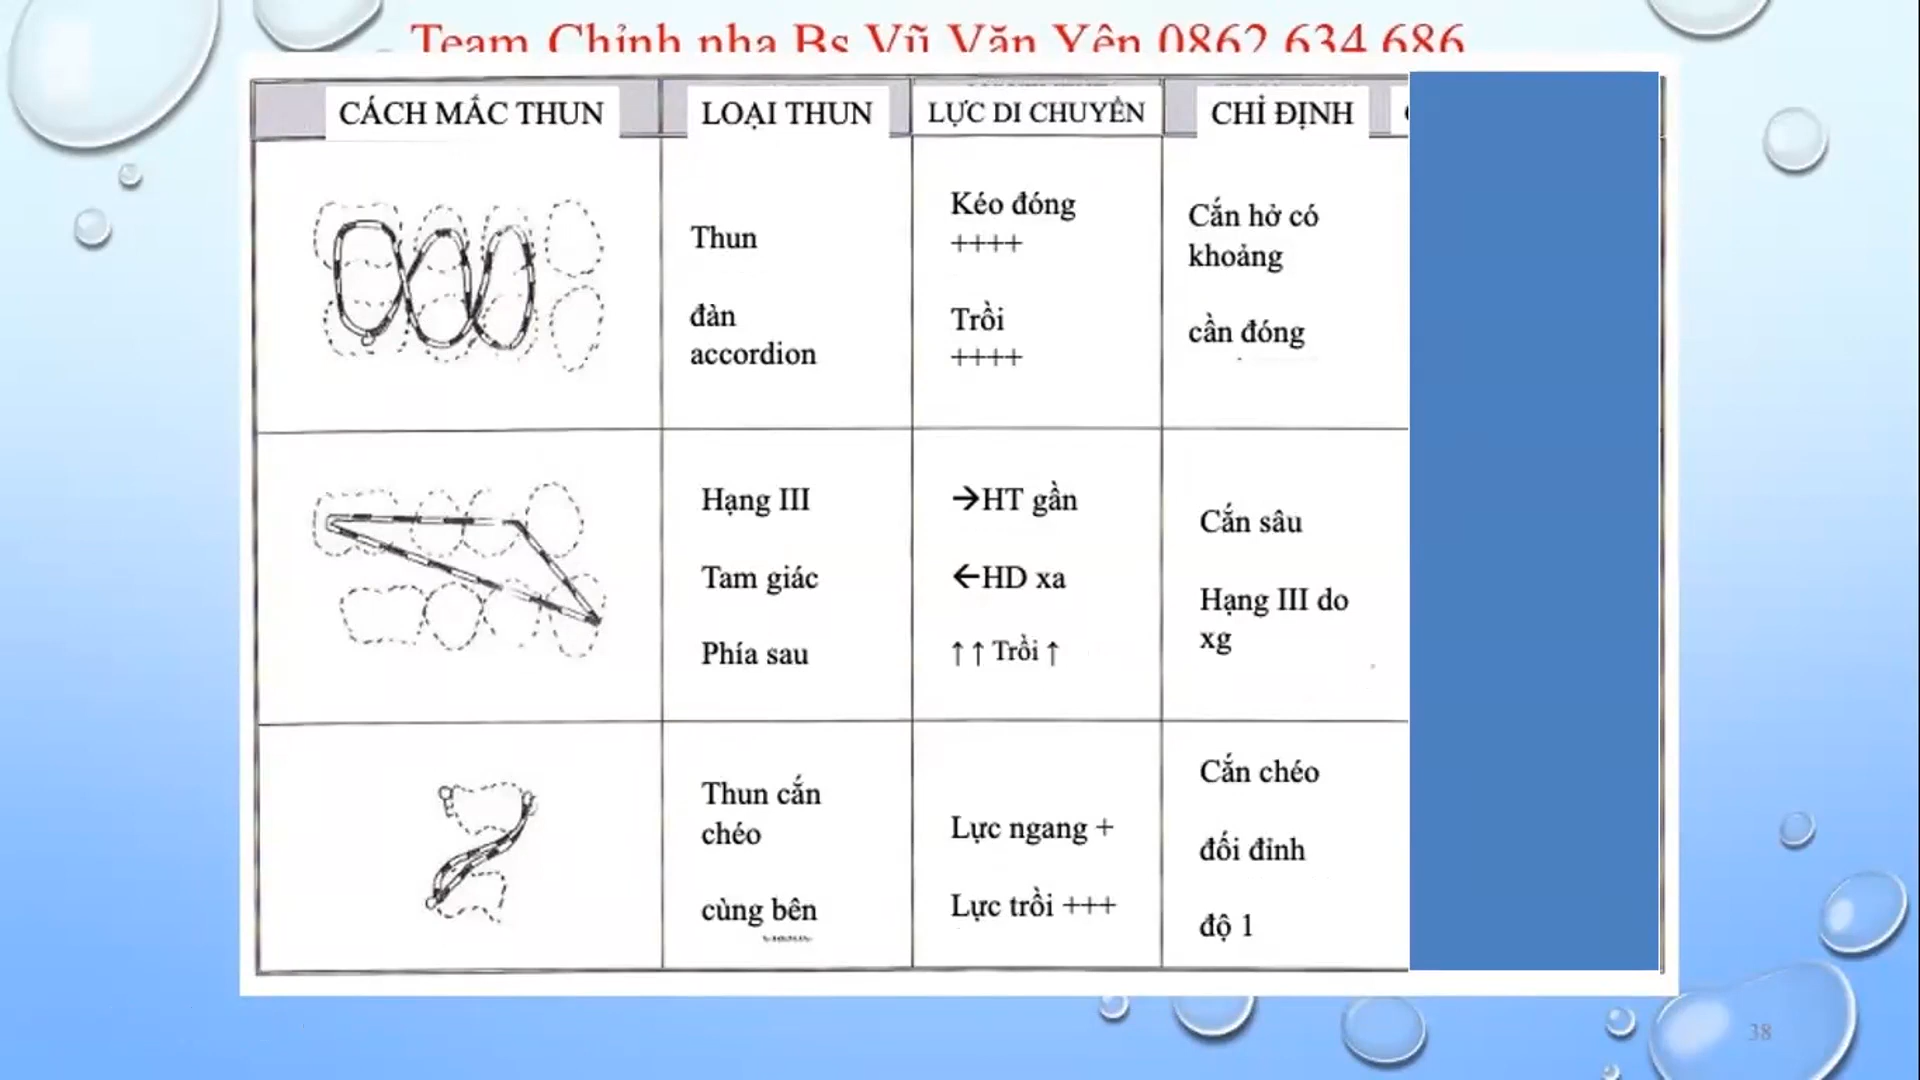 Team Chỉnh nha Bs Vũ Văn Yên 0862 634 686
CÁCH MẮC THUN
LOẠI THUN
LỰC DI CHUYỂN
CHỈ ĐỊNH
Thun
đàn
accordion
Kéo đóng
++++
Trồi
++++
Cắn hở có
khoảng
cần đóng
Hạng III
Tam giác
Phía sau
→HT gần
←HD xa
↑↑Trồi↑
Cắn sâu
Hạng III do
xg
Thun cắn
chéo
cùng bên
Lực ngang +
Lực trồi +++
Cắn chéo
đối đỉnh
độ 1
38